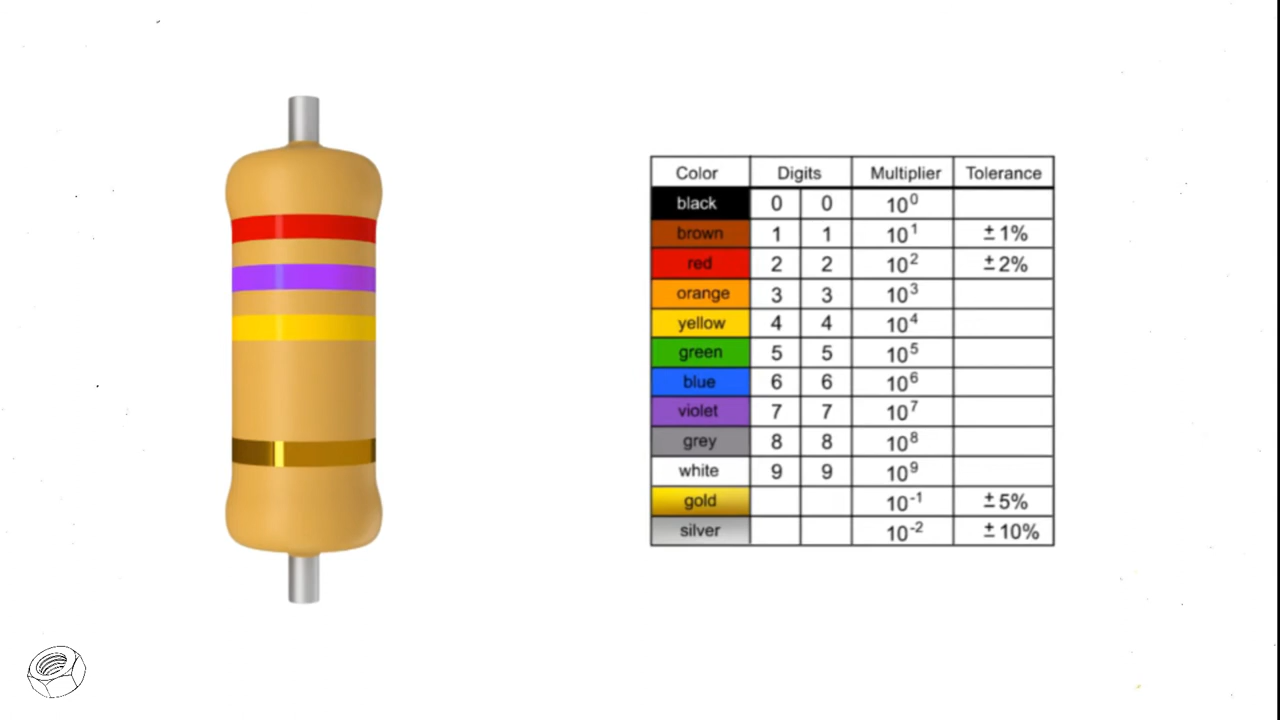 Color Digits Multiplier Tolerance
black 0 0 10⁰
brown 1 1 10¹ ±1%
red 2 2 10² ±2%
orange 3 3 10³
yellow 4 4 10⁴
green 5 5 10⁵
blue 6 6 10⁶
violet 7 7 10⁷
grey 8 8 10⁸
white 9 9 10⁹
gold 10⁻¹ ±5%
silver 10⁻² ±10%